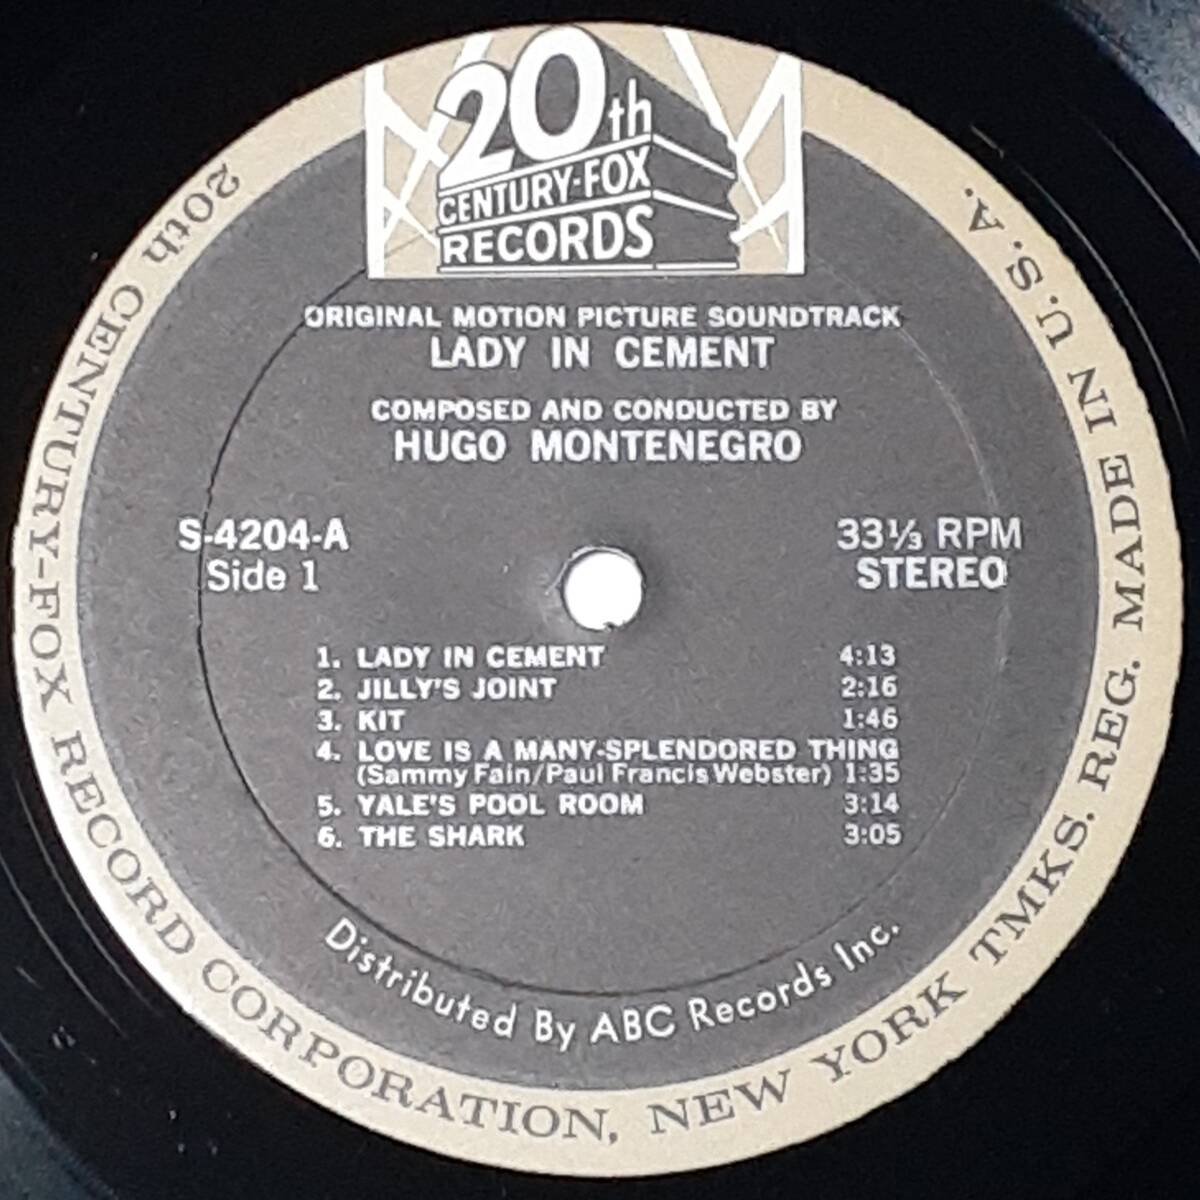 20th
CENTURY-FOX
RECORDS
ORIGINAL MOTION PICTURE SOUNDTRACK
LADY IN CEMENT
COMPOSED AND CONDUCTED BY
HUGO MONTENEGRO
S-4204-A
Side 1
33⅓ RPM
STEREO
1. LADY IN CEMENT 4:13
2. JILLY'S JOINT 2:16
3. KIT 1:46
4. LOVE IS A MANY-SPLENDORED THING
(Sammy Fain/Paul Francis Webster) 1:35
5. YALE'S POOL ROOM 3:14
6. THE SHARK 3:05
Distributed By ABC Records Inc.
20th CENTURY-FOX RECORD CORPORATION, NEW YORK TMKS. REG. MADE IN U.S.A.